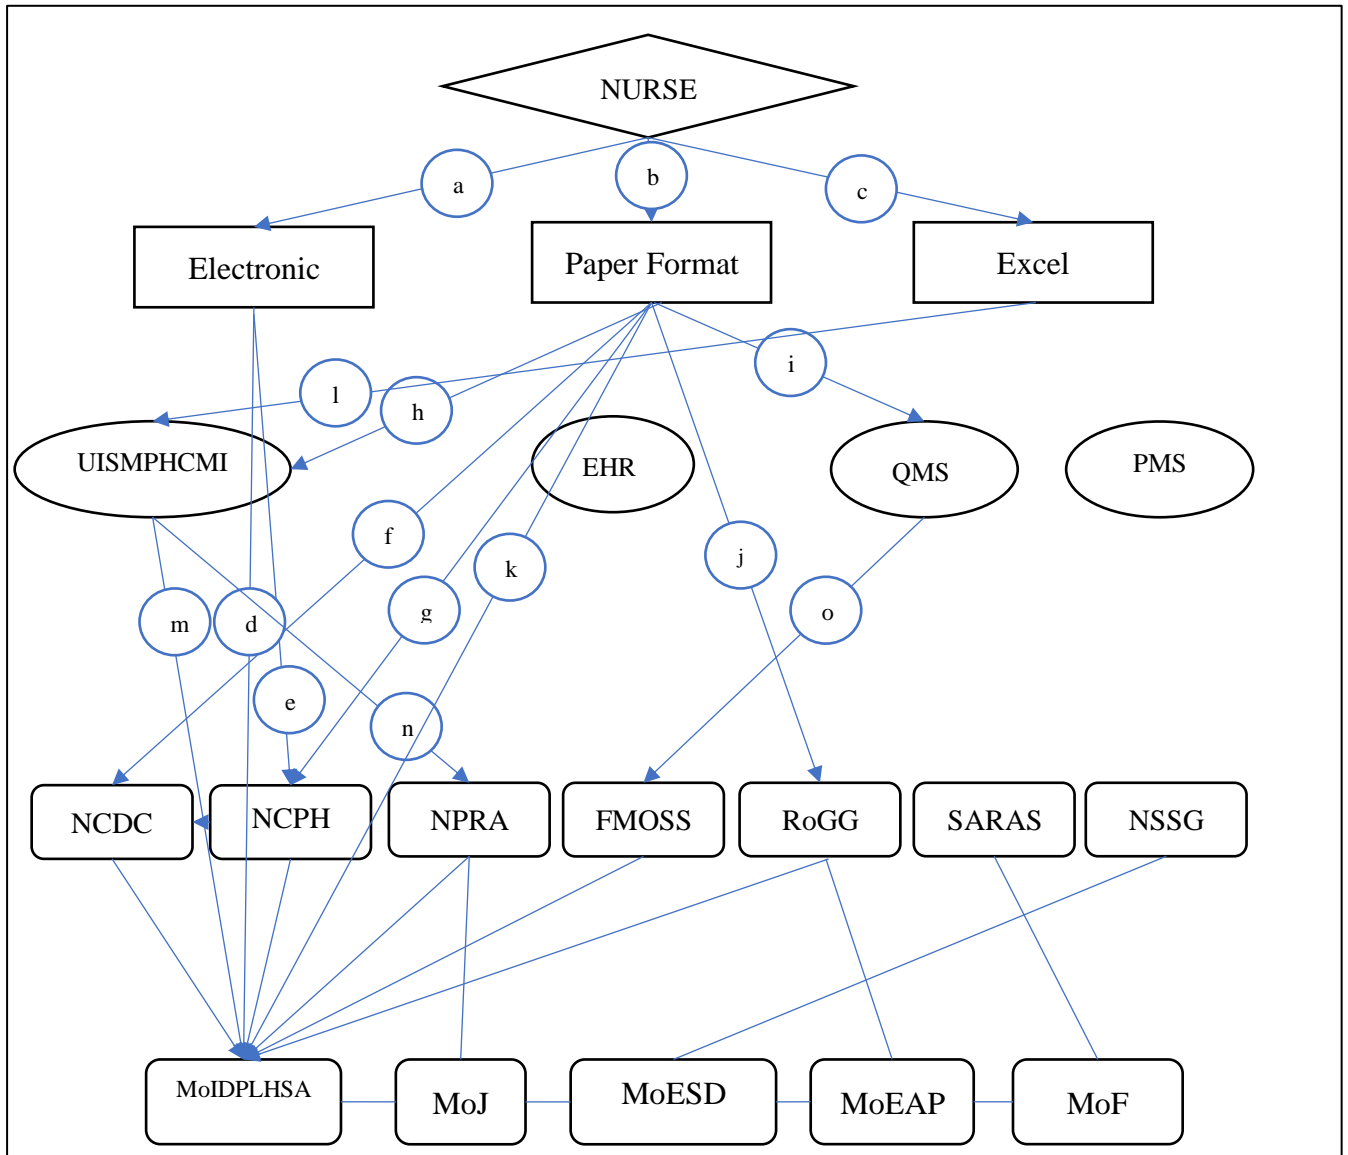 NURSE
a
b
c
Electronic
Paper Format
Excel
l
h
i
UISMPHCMI
EHR
QMS
PMS
f
k
j
m
d
g
o
e
n
NCDC
NCPH
NPRA
FMOSS
RoGG
SARAS
NSSG
MoIDPLHSA
MoJ
MoESD
MoEAP
MoF